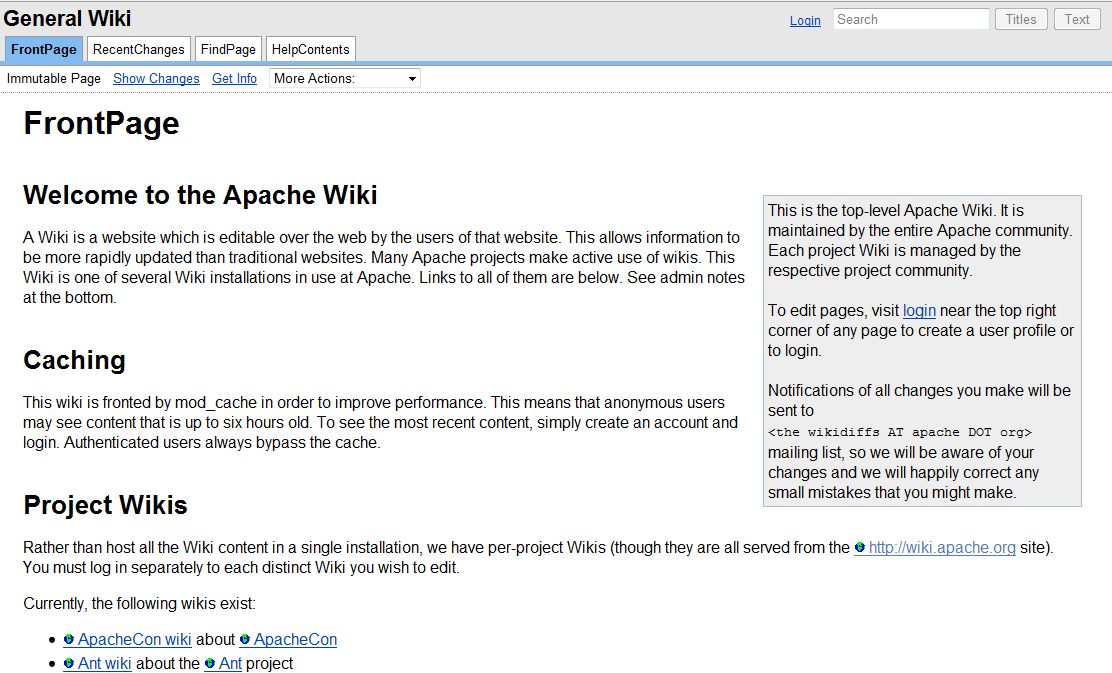 General Wiki
Login Search Titles Text
FrontPage RecentChanges FindPage HelpContents
Immutable Page Show Changes Get Info More Actions:
FrontPage
Welcome to the Apache Wiki
A Wiki is a website which is editable over the web by the users of that website. This allows information to
be more rapidly updated than traditional websites. Many Apache projects make active use of wikis. This
Wiki is one of several Wiki installations in use at Apache. Links to all of them are below. See admin notes
at the bottom.
This is the top-level Apache Wiki. It is
maintained by the entire Apache community.
Each project Wiki is managed by the
respective project community.
To edit pages, visit login near the top right
corner of any page to create a user profile or
to login.
Notifications of all changes you make will be
sent to
<the wikidiffs AT apache DOT org>
mailing list, so we will be aware of your
changes and we will happily correct any
small mistakes that you might make.
Caching
This wiki is fronted by mod_cache in order to improve performance. This means that anonymous users
may see content that is up to six hours old. To see the most recent content, simply create an account and
login. Authenticated users always bypass the cache.
Project Wikis
Rather than host all the Wiki content in a single installation, we have per-project Wikis (though they are all served from the http://wiki.apache.org site).
You must log in separately to each distinct Wiki you wish to edit.
Currently, the following wikis exist:
• ApacheCon wiki about ApacheCon
• Ant wiki about the Ant project